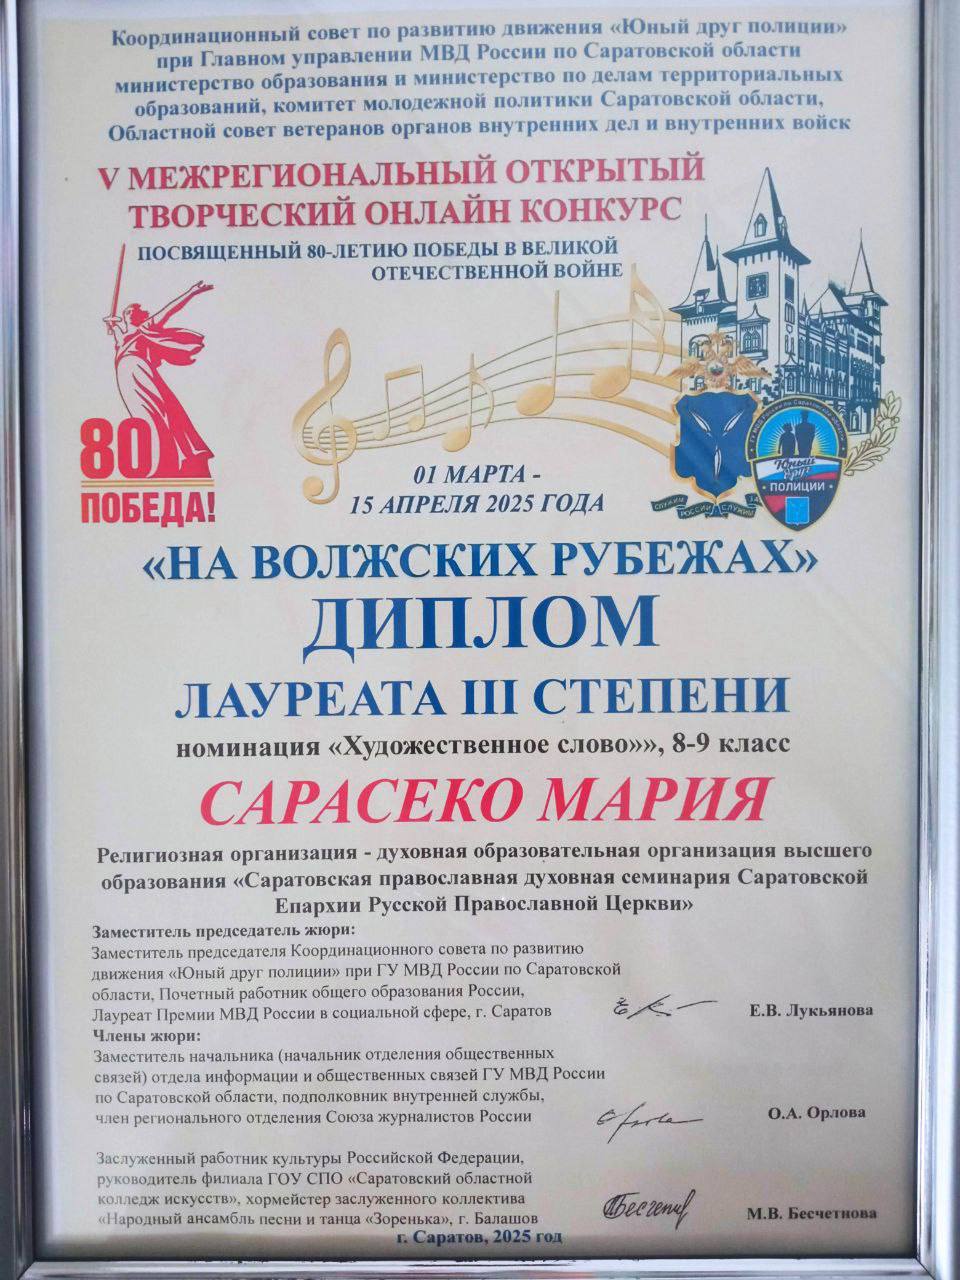 Координационный совет по развитию движения «Юный друг полиции»
при Главном управлении МВД России по Саратовской области
министерство образования и министерство по делам территориальных
образований, комитет молодежной политики Саратовской области,
Областной совет ветеранов органов внутренних дел и внутренних войск
V МЕЖРЕГИОНАЛЬНЫЙ ОТКРЫТЫЙ
ТВОРЧЕСКИЙ ОНЛАЙН КОНКУРС
ПОСВЯЩЕННЫЙ 80-ЛЕТИЮ ПОБЕДЫ В ВЕЛИКОЙ
ОТЕЧЕСТВЕННОЙ ВОЙНЕ
80
ПОБЕДА!
01 МАРТА -
15 АПРЕЛЯ 2025 ГОДА
СЛУЖИМ РОССИИ СЛУЖИМ
ГУ МВД России по Саратовской области
Юный
друг
ПОЛИЦИИ
«НА ВОЛЖСКИХ РУБЕЖАХ»
ДИПЛОМ
ЛАУРЕАТА III СТЕПЕНИ
номинация «Художественное слово»», 8-9 класс
САРАСЕКО МАРИЯ
Религиозная организация - духовная образовательная организация высшего
образования «Саратовская православная духовная семинария Саратовской
Епархии Русской Православной Церкви»
Заместитель председатель жюри:
Заместитель председателя Координационного совета по развитию
движения «Юный друг полиции» при ГУ МВД России по Саратовской
области, Почетный работник общего образования России,
Лауреат Премии МВД России в социальной сфере, г. Саратов
Е.В. Лукьянова
Члены жюри:
Заместитель начальника (начальник отделения общественных
связей) отдела информации и общественных связей ГУ МВД России
по Саратовской области, подполковник внутренней службы,
член регионального отделения Союза журналистов России
О.А. Орлова
Заслуженный работник культуры Российской Федерации,
руководитель филиала ГОУ СПО «Саратовский областной
колледж искусств», хормейстер заслуженного коллектива
«Народный ансамбль песни и танца «Зоренька», г. Балашов
М.В. Бесчетнова
г. Саратов, 2025 год